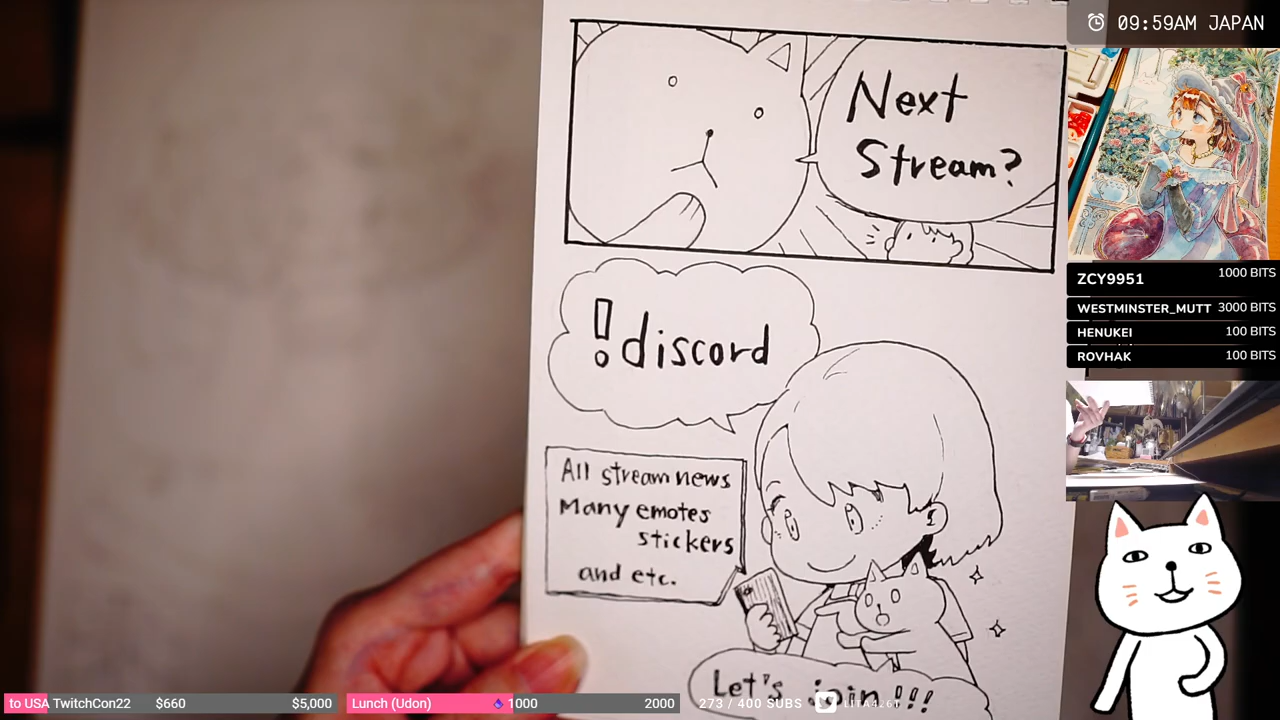 09:59AM JAPAN
Next
Stream?
!discord
All stream news
Many emotes
stickers
and etc.
Let's join!!!
ZCY9951 1000 BITS
WESTMINSTER_MUTT 3000 BITS
HENUKEI 100 BITS
ROVHAK 100 BITS
to USA TwitchCon22 $660 $5,000
Lunch (Udon) 1000 2000
273 / 400 SUBS